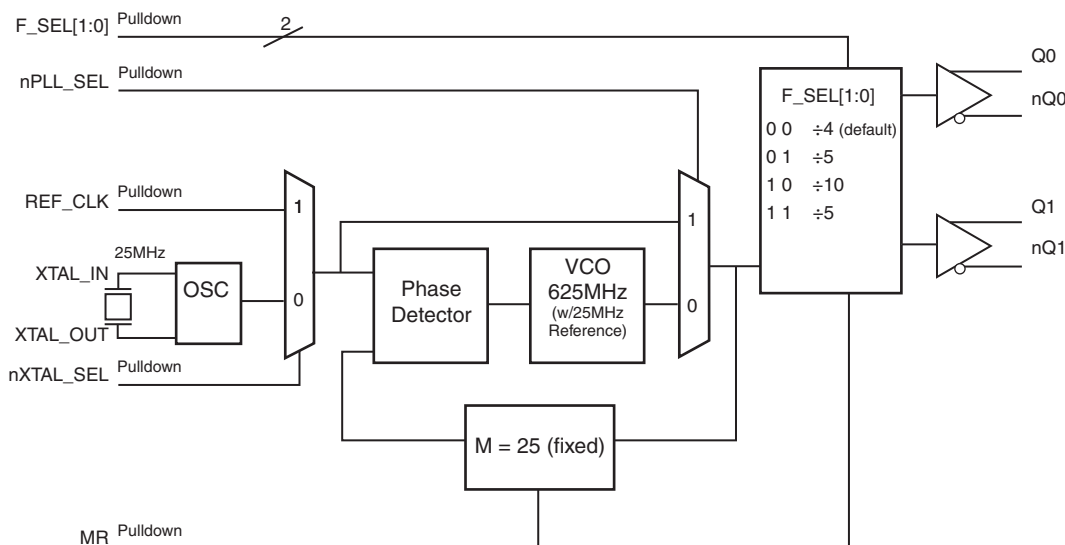 F_SEL[1:0] Pulldown
2
nPLL_SEL Pulldown
REF_CLK Pulldown
25MHz
XTAL_IN
XTAL_OUT
OSC
nXTAL_SEL Pulldown
1
0
Phase
Detector
VCO
625MHz
(w/25MHz
Reference)
1
0
M = 25 (fixed)
MR Pulldown
F_SEL[1:0]
0 0 ÷4 (default)
0 1 ÷5
1 0 ÷10
1 1 ÷5
Q0
nQ0
Q1
nQ1